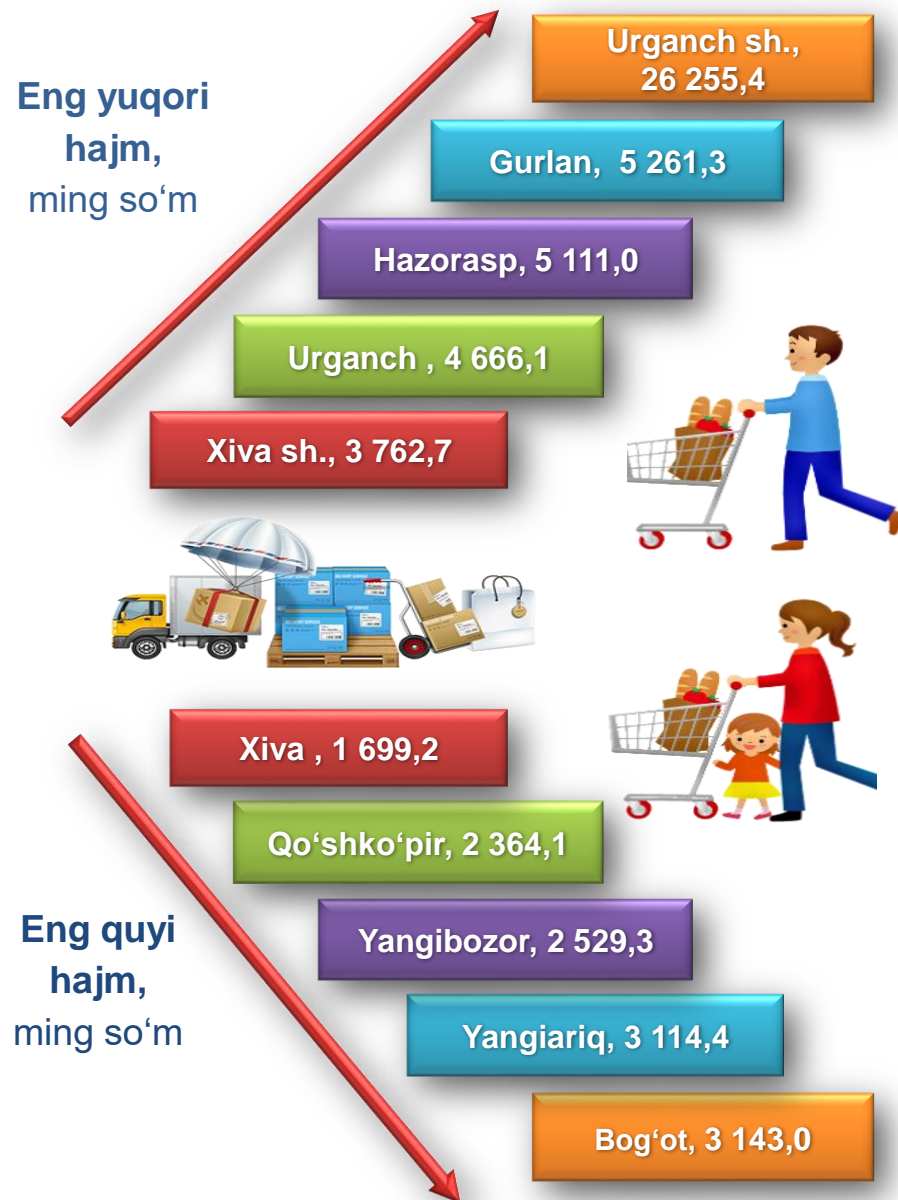 Eng yuqori
hajm,
ming so‘m
Urganch sh.,
26 255,4
Gurlan,  5 261,3
Hazorasp, 5 111,0
Urganch , 4 666,1
Xiva sh., 3 762,7
Xiva , 1 699,2
Qo‘shko‘pir, 2 364,1
Yangibozor, 2 529,3
Yangiariq, 3 114,4
Bog‘ot, 3 143,0
Eng quyi
hajm,
ming so‘m